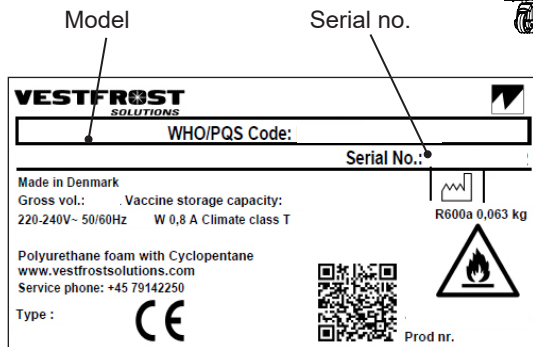 Model Serial no.
VESTFROST
SOLUTIONS
WHO/PQS Code:
Serial No.:
Made in Denmark
Gross vol.: . Vaccine storage capacity:
220-240V~ 50/60Hz W 0,8 A Climate class T
R600a 0,063 kg
Polyurethane foam with Cyclopentane
www.vestfrostsolutions.com
Service phone: +45 79142250
Type :
CE
Prod nr.